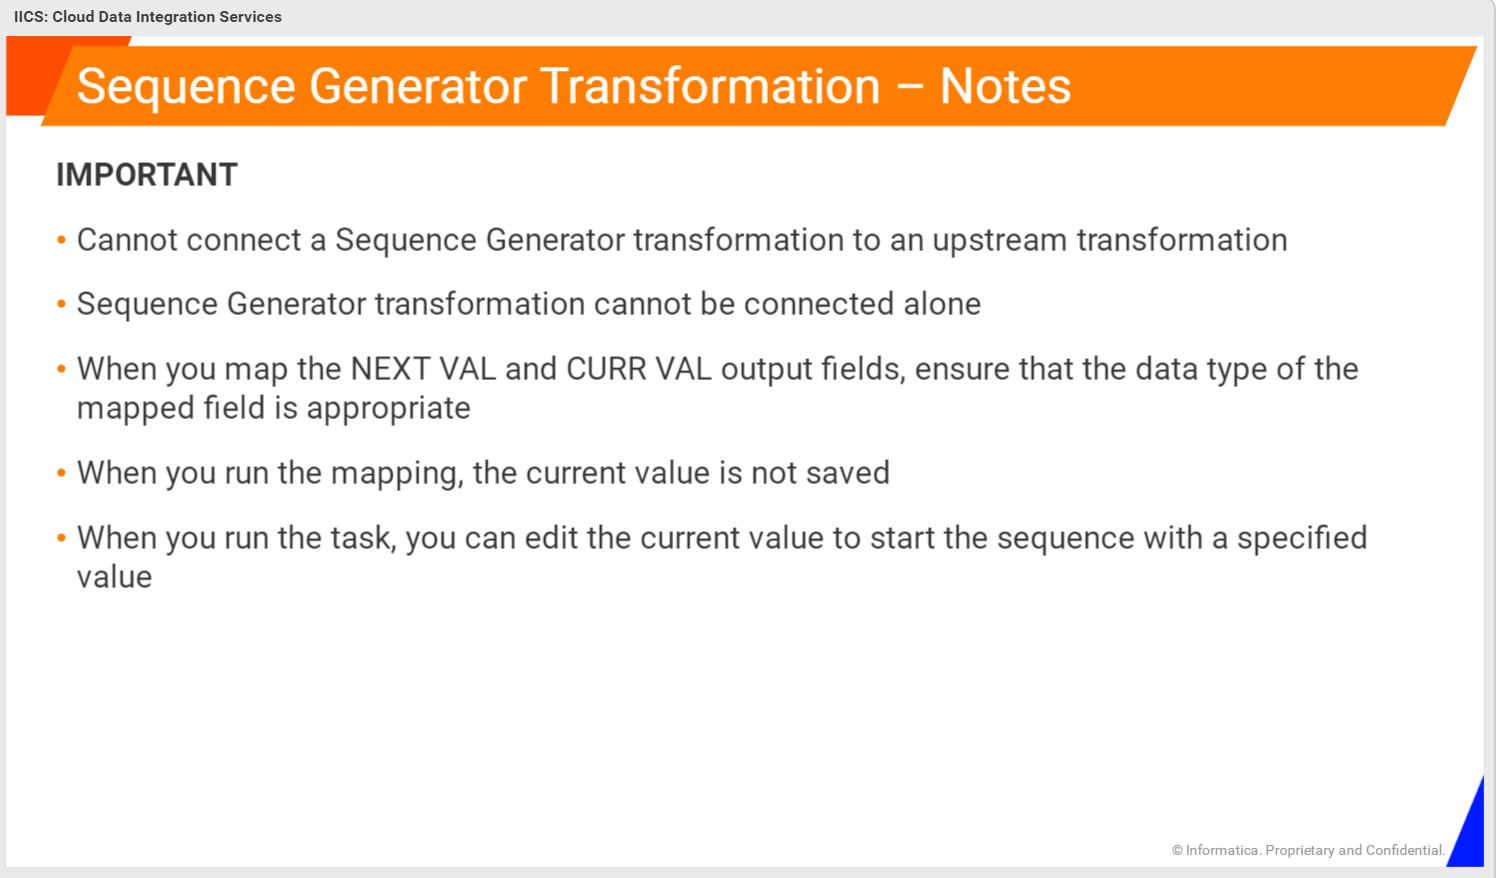 IICS: Cloud Data Integration Services
Sequence Generator Transformation – Notes
IMPORTANT
• Cannot connect a Sequence Generator transformation to an upstream transformation
• Sequence Generator transformation cannot be connected alone
• When you map the NEXT VAL and CURR VAL output fields, ensure that the data type of the
mapped field is appropriate
• When you run the mapping, the current value is not saved
• When you run the task, you can edit the current value to start the sequence with a specified
value
© Informatica. Proprietary and Confidential.